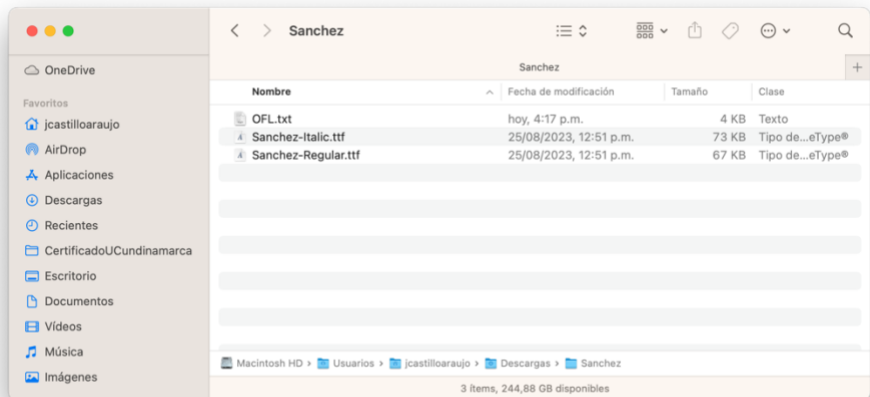 Sanchez
OneDrive
Sanchez
Favoritos
jcastilloaraujo
AirDrop
Aplicaciones
Descargas
Recientes
CertificadoUCundinamarca
Escritorio
Documentos
Vídeos
Música
Imágenes
Nombre Fecha de modificación Tamaño Clase
OFL.txt hoy, 4:17 p.m. 4 KB Texto
Sanchez-Italic.ttf 25/08/2023, 12:51 p.m. 73 KB Tipo de...eType®
Sanchez-Regular.ttf 25/08/2023, 12:51 p.m. 67 KB Tipo de...eType®
Macintosh HD › Usuarios › jcastilloaraujo › Descargas › Sanchez
3 ítems, 244,88 GB disponibles